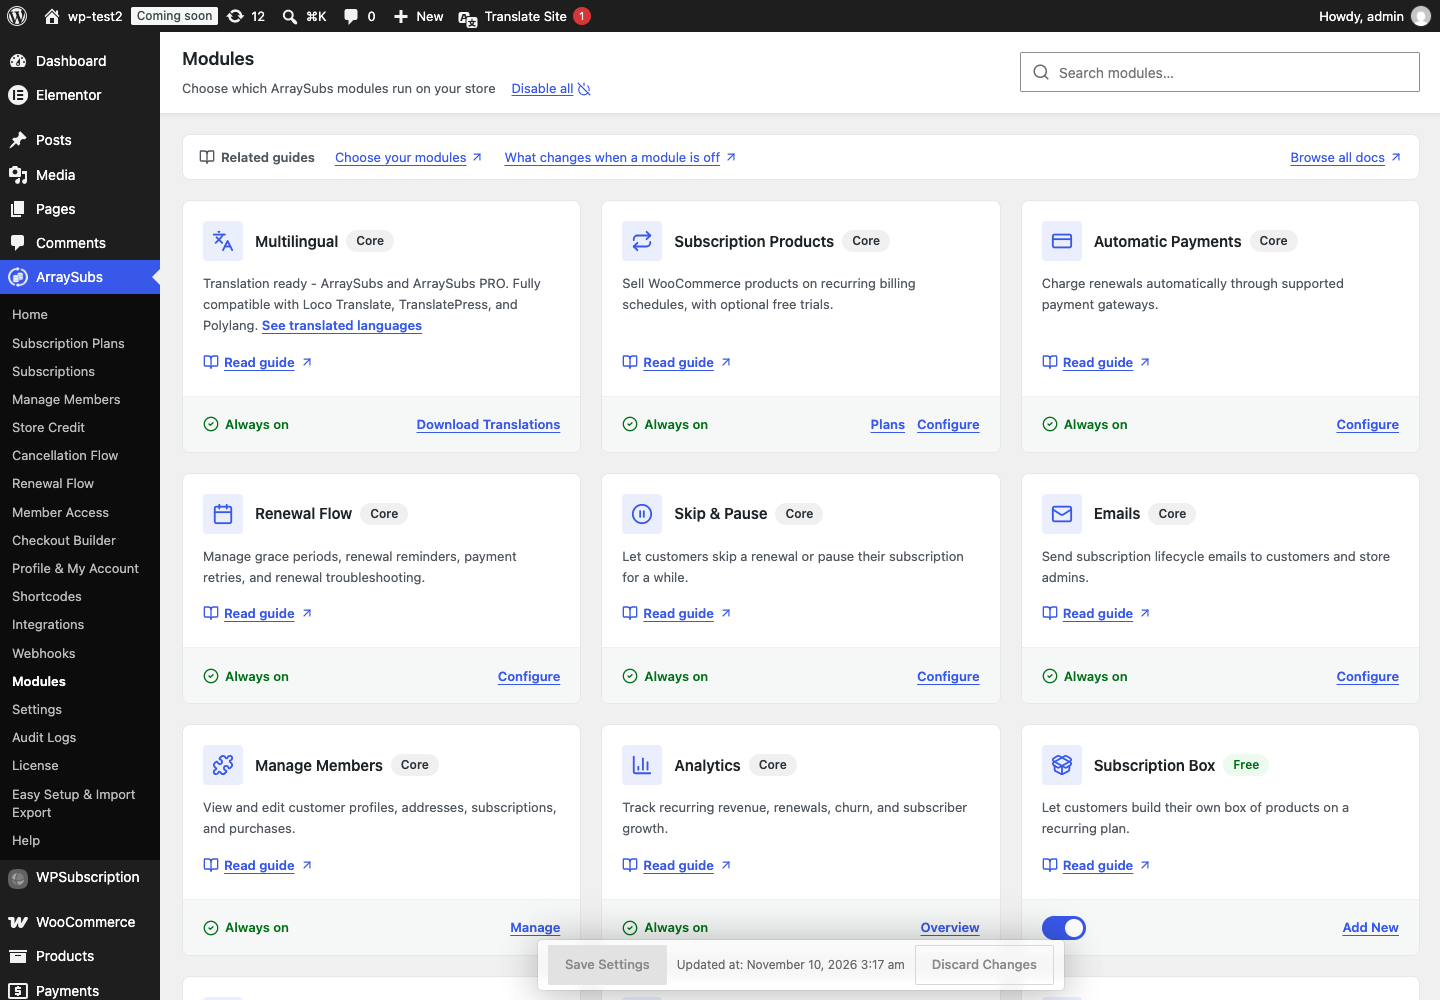 wp-test2 Coming soon 12 ⌘K 0 New Translate Site 1 Howdy, admin
Dashboard
Elementor
Posts
Media
Pages
Comments
ArraySubs
Home
Subscription Plans
Subscriptions
Manage Members
Store Credit
Cancellation Flow
Renewal Flow
Member Access
Checkout Builder
Profile & My Account
Shortcodes
Integrations
Webhooks
Modules
Settings
Audit Logs
License
Easy Setup & Import
Export
Help
WPSubscription
WooCommerce
Products
Payments
Modules
Choose which ArraySubs modules run on your store Disable all
Search modules...
Related guides Choose your modules What changes when a module is off Browse all docs
Multilingual Core
Translation ready - ArraySubs and ArraySubs PRO. Fully
compatible with Loco Translate, TranslatePress, and
Polylang. See translated languages
Read guide
Always on Download Translations
Subscription Products Core
Sell WooCommerce products on recurring billing
schedules, with optional free trials.
Read guide
Always on Plans Configure
Automatic Payments Core
Charge renewals automatically through supported
payment gateways.
Read guide
Always on Configure
Renewal Flow Core
Manage grace periods, renewal reminders, payment
retries, and renewal troubleshooting.
Read guide
Always on Configure
Skip & Pause Core
Let customers skip a renewal or pause their subscription
for a while.
Read guide
Always on Configure
Emails Core
Send subscription lifecycle emails to customers and store
admins.
Read guide
Always on Configure
Manage Members Core
View and edit customer profiles, addresses, subscriptions,
and purchases.
Read guide
Always on Manage
Analytics Core
Track recurring revenue, renewals, churn, and subscriber
growth.
Read guide
Always on Overview
Subscription Box Free
Let customers build their own box of products on a
recurring plan.
Read guide
Add New
Save Settings Updated at: November 10, 2026 3:17 am Discard Changes